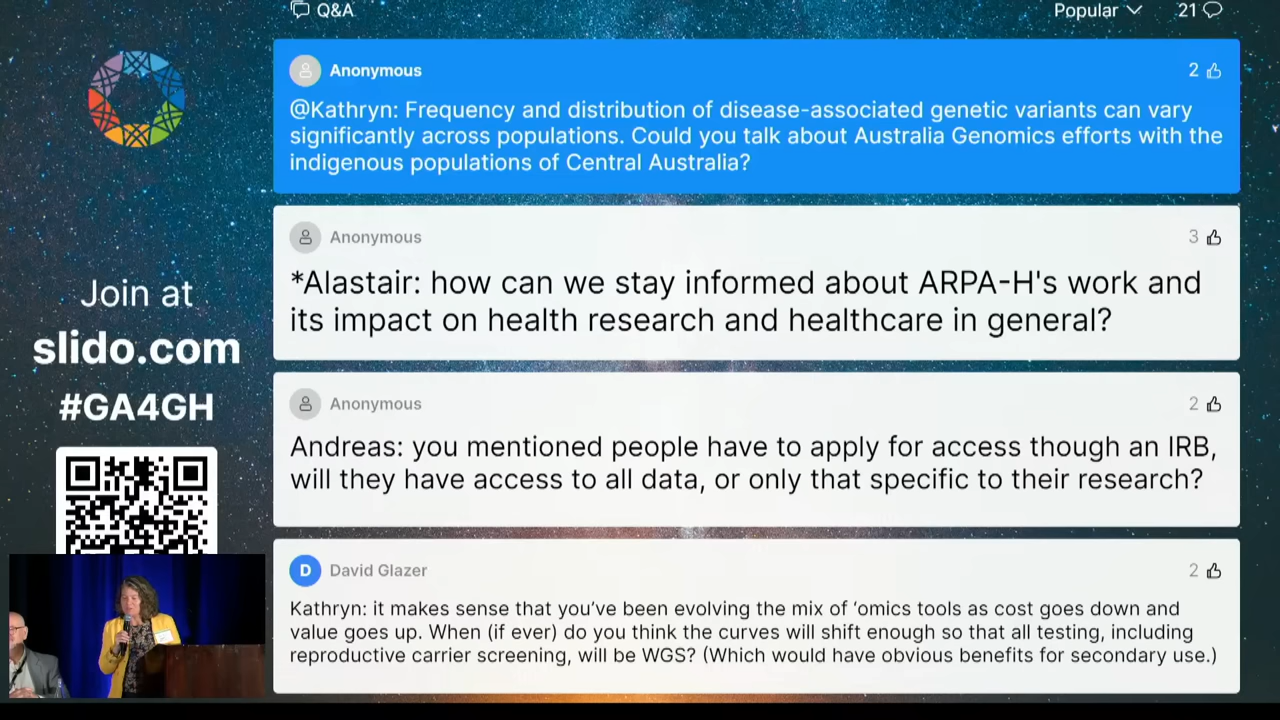 Q&A
Popular
21
Anonymous
2
@Kathryn: Frequency and distribution of disease-associated genetic variants can vary
significantly across populations. Could you talk about Australia Genomics efforts with the
indigenous populations of Central Australia?
Anonymous
3
*Alastair: how can we stay informed about ARPA-H's work and
its impact on health research and healthcare in general?
Anonymous
2
Andreas: you mentioned people have to apply for access though an IRB,
will they have access to all data, or only that specific to their research?
D
David Glazer
2
Kathryn: it makes sense that you’ve been evolving the mix of ‘omics tools as cost goes down and
value goes up. When (if ever) do you think the curves will shift enough so that all testing, including
reproductive carrier screening, will be WGS? (Which would have obvious benefits for secondary use.)
Join at
slido.com
#GA4GH